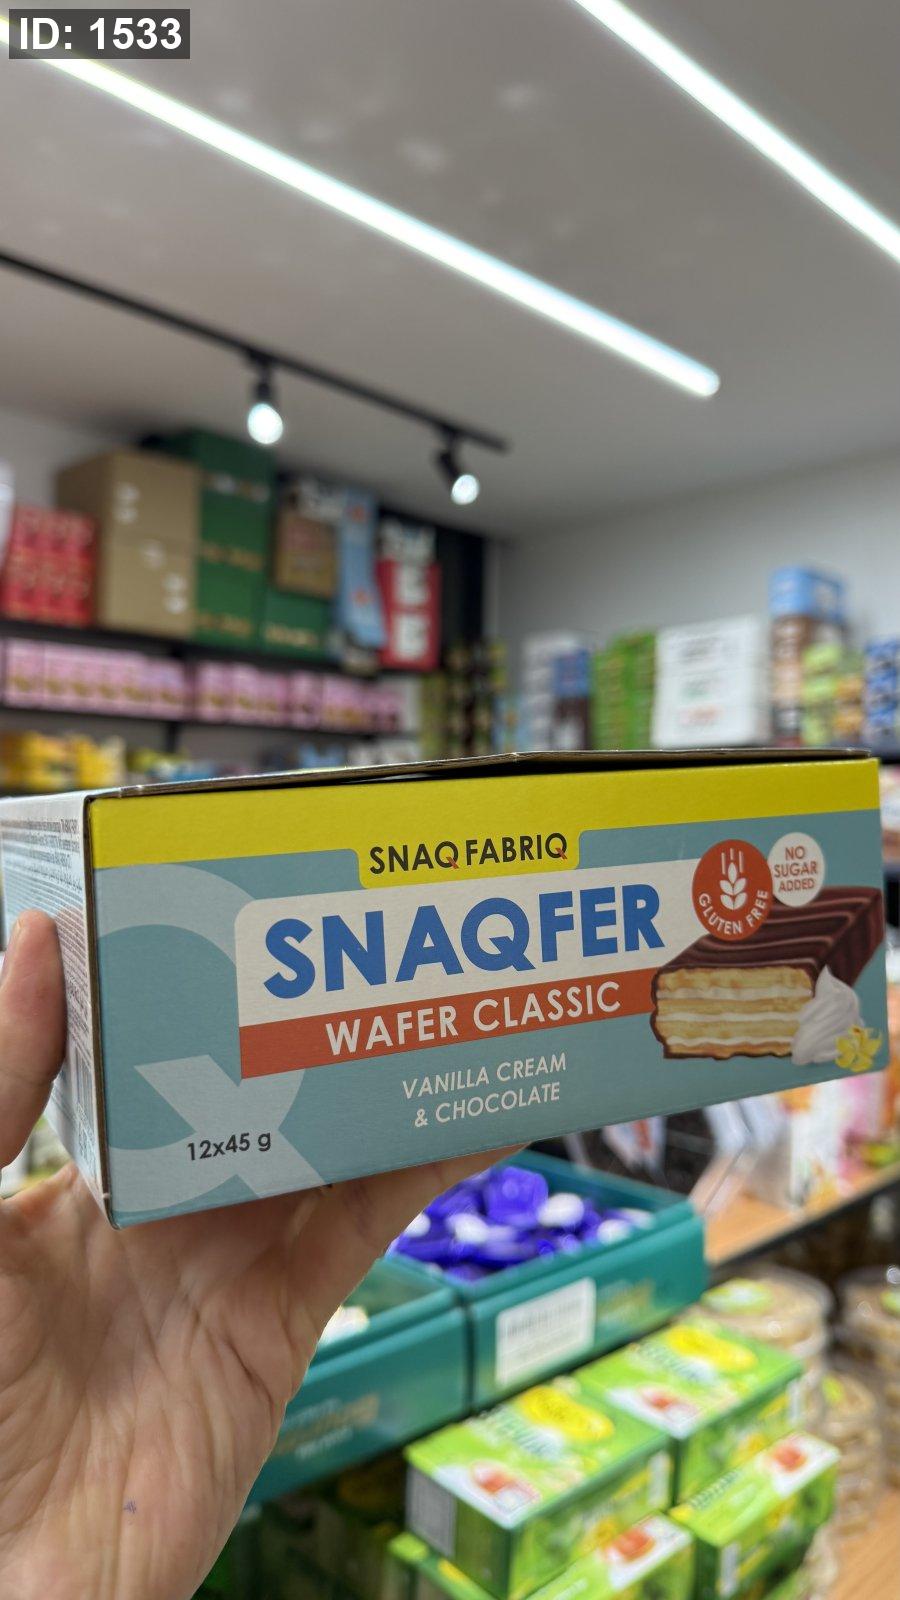 ID: 1533
SNAQ FABRIQ
SNAQFER
WAFER CLASSIC
VANILLA CREAM
& CHOCOLATE
12x45 g
GLUTEN FREE
NO
SUGAR
ADDED